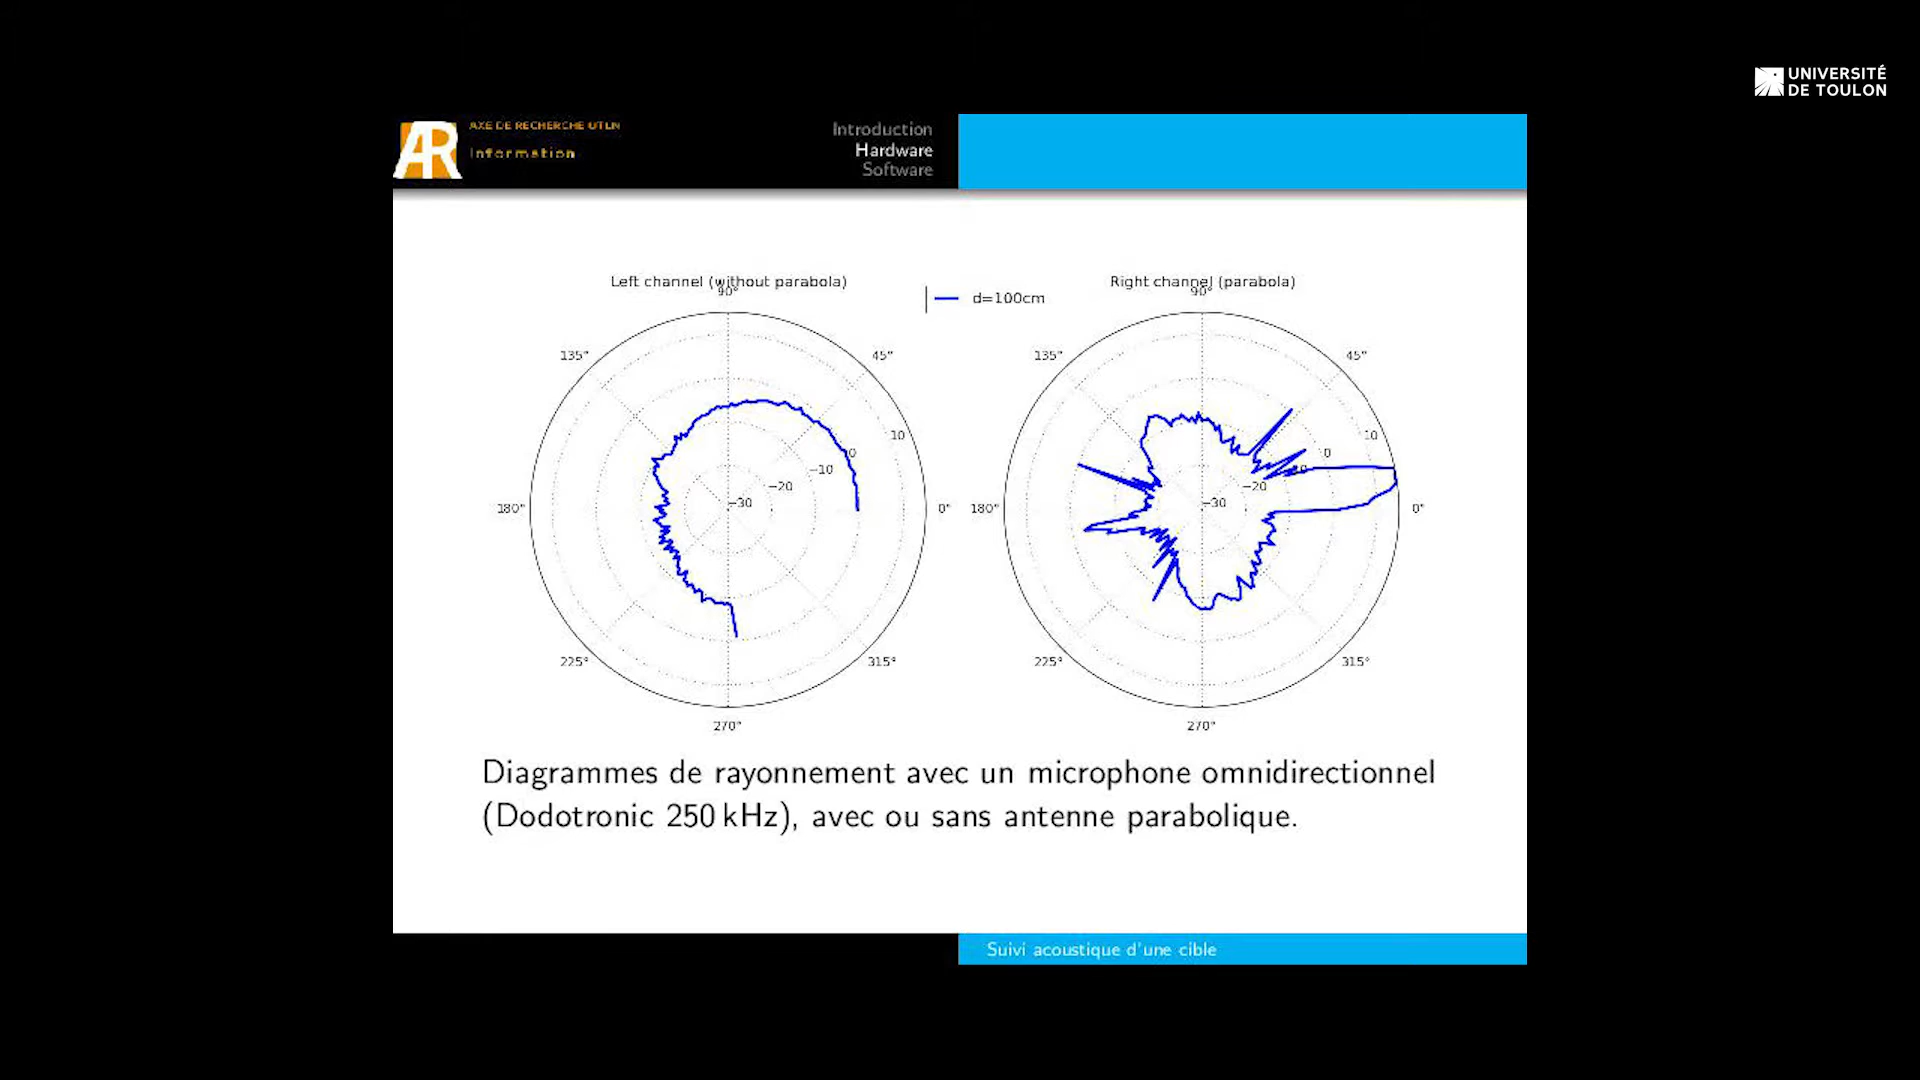 UNIVERSITÉ
DE TOULON
AXE DE RECHERCHE UTLN
Information
Introduction
Hardware
Software
Left channel (without parabola)
90°
135°
45°
10
0
−10
−20
−30
180°
0°
225°
315°
270°
d=100cm
Right channel (parabola)
90°
135°
45°
10
0
−20
−30
180°
0°
225°
315°
270°
Diagrammes de rayonnement avec un microphone omnidirectionnel
(Dodotronic 250 kHz), avec ou sans antenne parabolique.
Suivi acoustique d'une cible